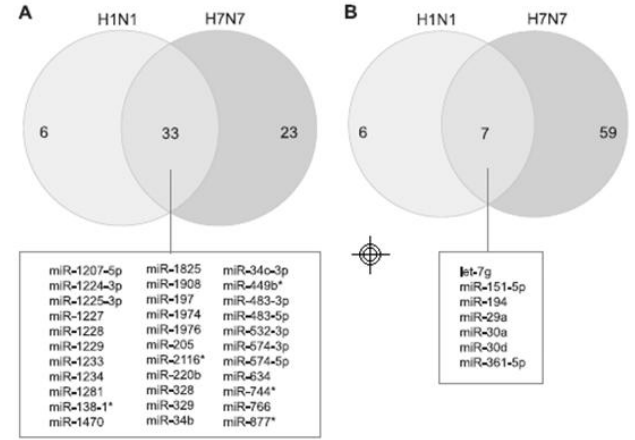 A
H1N1
H7N7
6
33
23
miR-1207-5p
miR-1224-3p
miR-1225-3p
miR-1227
miR-1228
miR-1229
miR-1233
miR-1234
miR-1281
miR-138-1*
miR-1470
miR-1825
miR-1908
miR-197
miR-1974
miR-1976
miR-205
miR-2116*
miR-220b
miR-328
miR-329
miR-34b
miR-34c-3p
miR-449b*
miR-483-3p
miR-483-5p
miR-532-3p
miR-574-3p
miR-574-5p
miR-634
miR-744*
miR-766
miR-877*
B
H1N1
H7N7
6
7
59
let-7g
miR-151-5p
miR-194
miR-29a
miR-30a
miR-30d
miR-361-5p